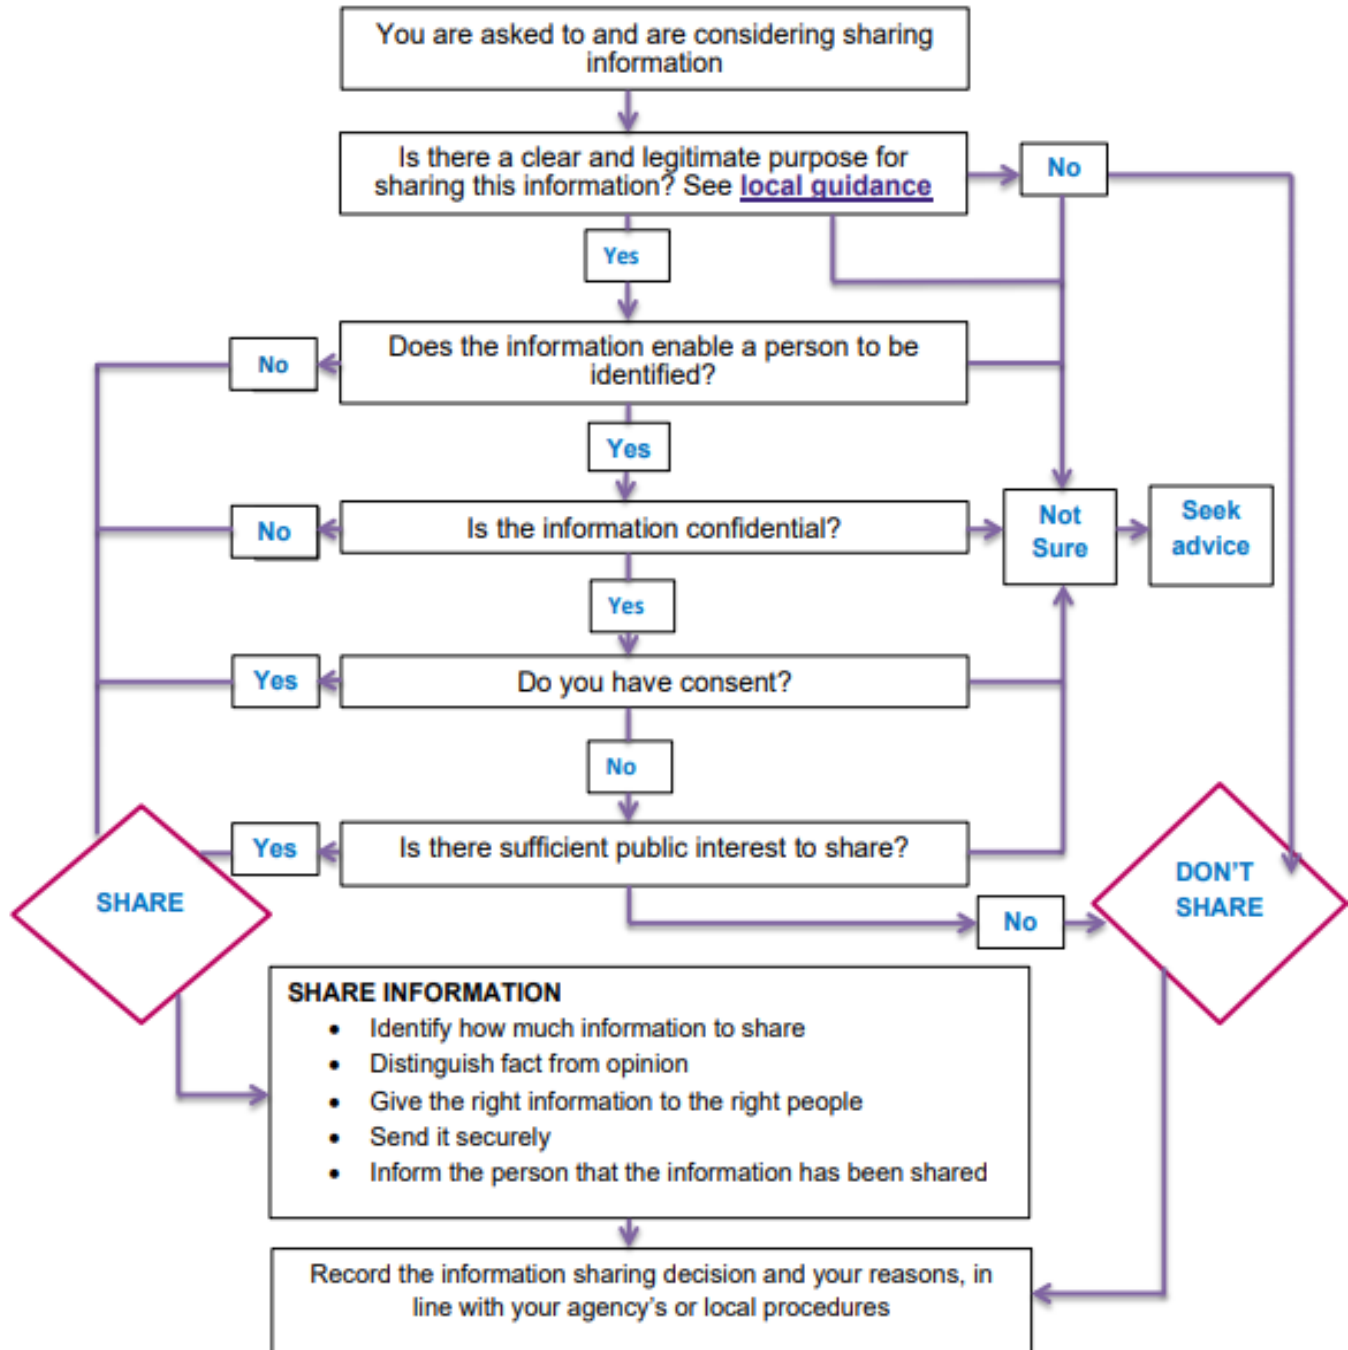 You are asked to and are considering sharing
information
Is there a clear and legitimate purpose for
sharing this information? See local guidance
No
Yes
Does the information enable a person to be
identified?
No
Yes
Is the information confidential?
No
Not
Sure
Seek
advice
Yes
Do you have consent?
Yes
No
Is there sufficient public interest to share?
Yes
SHARE
DON'T
SHARE
No
SHARE INFORMATION
• Identify how much information to share
• Distinguish fact from opinion
• Give the right information to the right people
• Send it securely
• Inform the person that the information has been shared
Record the information sharing decision and your reasons, in
line with your agency's or local procedures